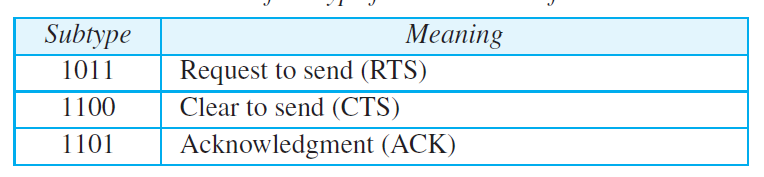 Subtype Meaning
1011 Request to send (RTS)
1100 Clear to send (CTS)
1101 Acknowledgment (ACK)